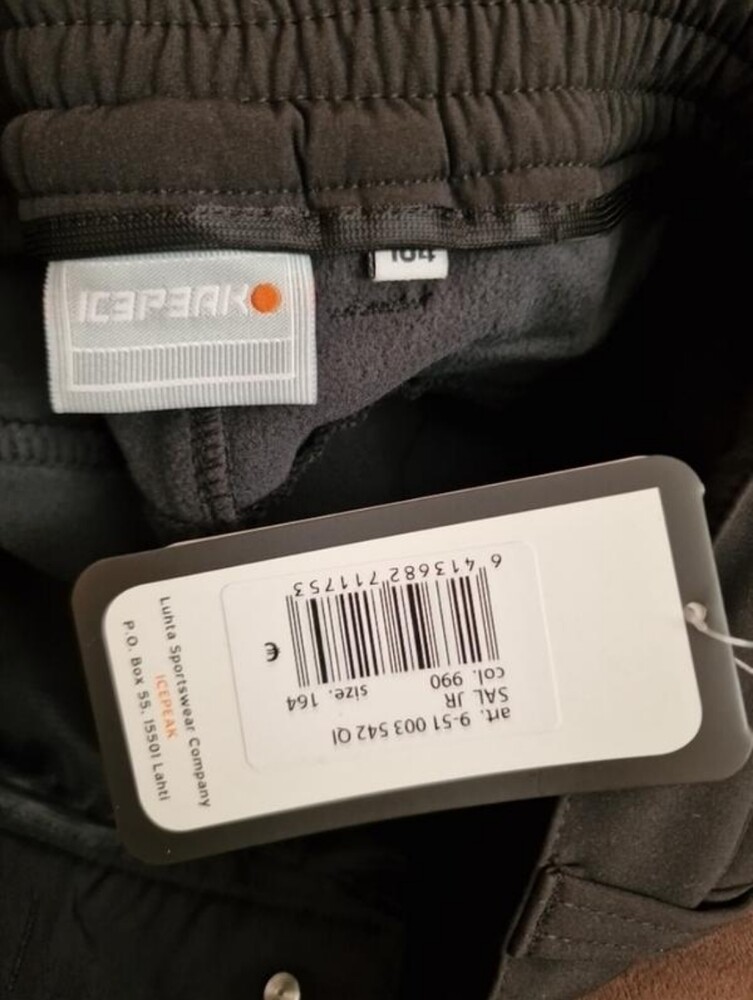 ICEPEAK
164
art. 9-51 003 542 QI
SAL JR
col. 990 size. 164
€
6 413682 711753
Luhta Sportswear Company
ICEPEAK
P.O. Box 55, 15501 Lahti